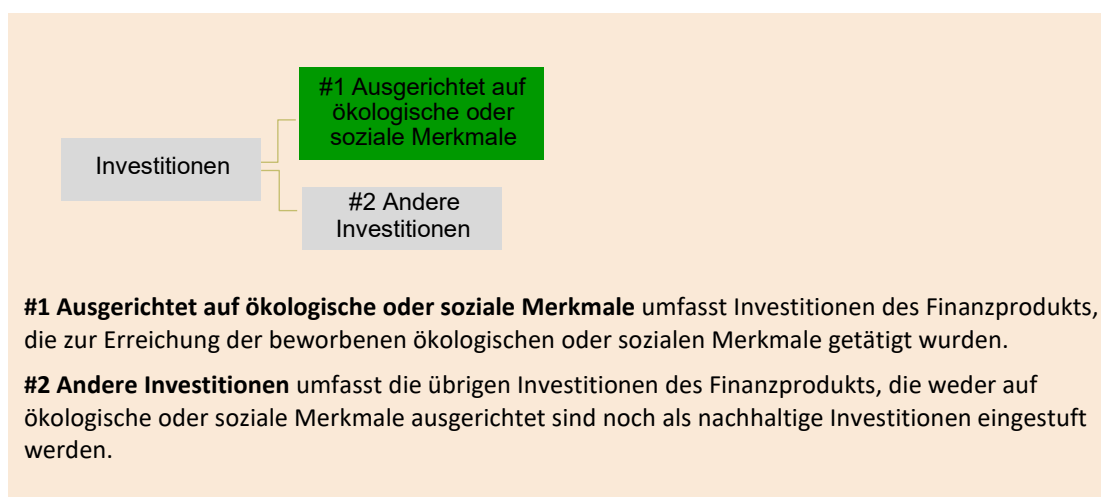 #1 Ausgerichtet auf
ökologische oder
soziale Merkmale
Investitionen
#2 Andere
Investitionen
#1 Ausgerichtet auf ökologische oder soziale Merkmale umfasst Investitionen des Finanzprodukts,
die zur Erreichung der beworbenen ökologischen oder sozialen Merkmale getätigt wurden.
#2 Andere Investitionen umfasst die übrigen Investitionen des Finanzprodukts, die weder auf
ökologische oder soziale Merkmale ausgerichtet sind noch als nachhaltige Investitionen eingestuft
werden.